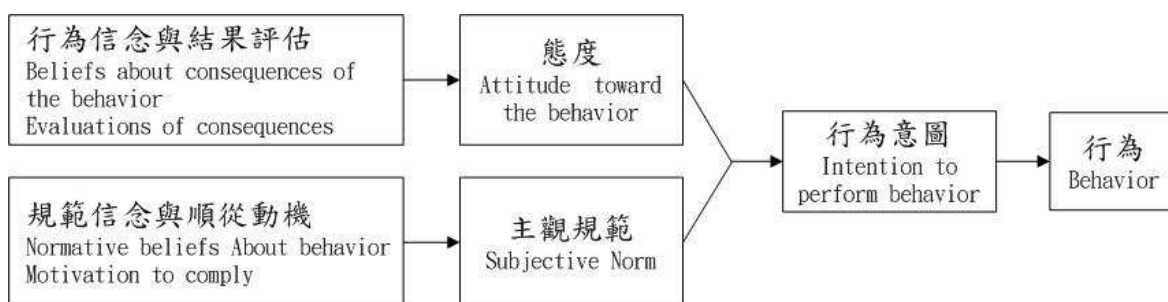 行為信念與結果評估
Beliefs about consequences of
the behavior
Evaluations of consequences
態度
Attitude toward
the behavior
規範信念與順從動機
Normative beliefs About behavior
Motivation to comply
主觀規範
Subjective Norm
行為意圖
Intention to
perform behavior
行為
Behavior